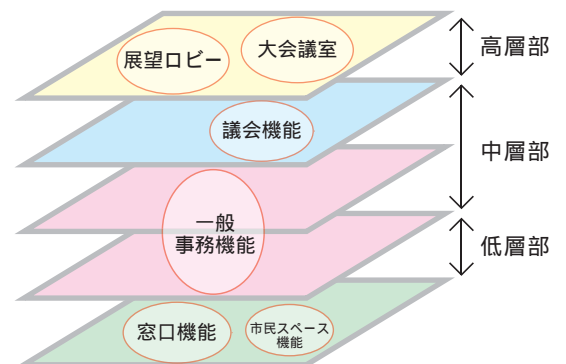 展望ロビー
大会議室
高層部
議会機能
中層部
一般
事務機能
低層部
窓口機能
市民スペース
機能